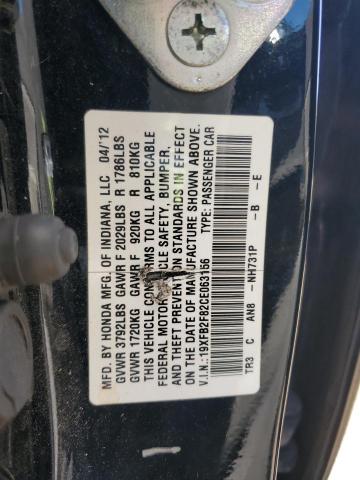 MFD. BY HONDA MFG. OF INDIANA, LLC 04/'12
GVWR 3792LBS GAWR F 2029LBS R 1786LBS
GVWR 1720KG GAWR F 920KG R 810KG
THIS VEHICLE CONFORMS TO ALL APPLICABLE
FEDERAL MOTOR VEHICLE SAFETY, BUMPER,
AND THEFT PREVENTION STANDARDS IN EFFECT
ON THE DATE OF MANUFACTURE SHOWN ABOVE.
V.I.N.:19XFB2F82CE063156 TYPE: PASSENGER CAR
TR3 C AN8 -NH731P -B -E